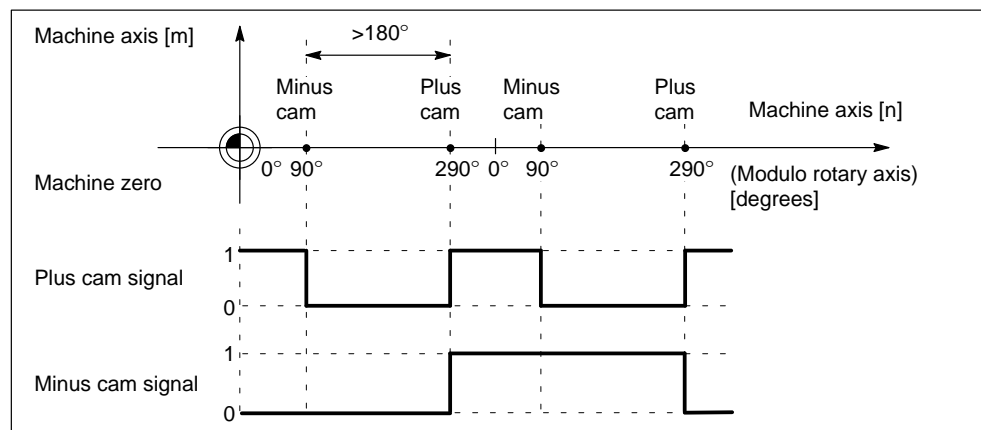 Machine axis [m]
>180°
Minus cam
Plus cam
Minus cam
Plus cam
Machine axis [n]
0° 90° 290° 0° 90° 290°
(Modulo rotary axis)
[degrees]
Machine zero
1
Plus cam signal
0
1
Minus cam signal
0